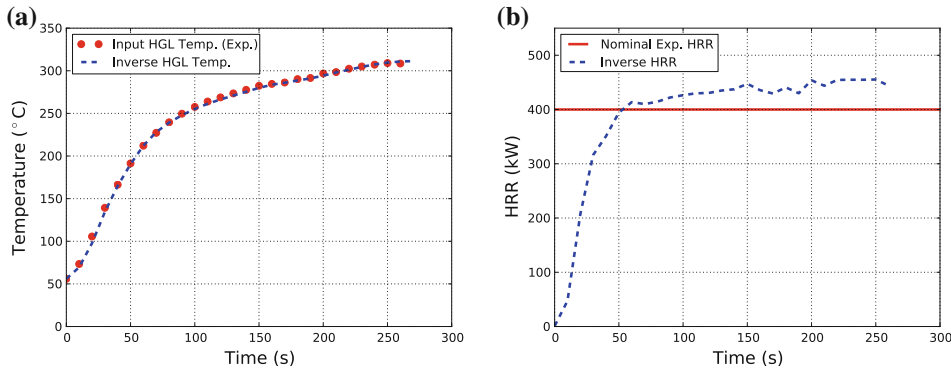 (a)
350
300
250
200
150
100
50
0
Temperature (°C)
Input HGL Temp. (Exp.)
Inverse HGL Temp.
0 50 100 150 200 250 300
Time (s)
(b)
500
400
300
200
100
0
HRR (kW)
Nominal Exp. HRR
Inverse HRR
0 50 100 150 200 250 300
Time (s)